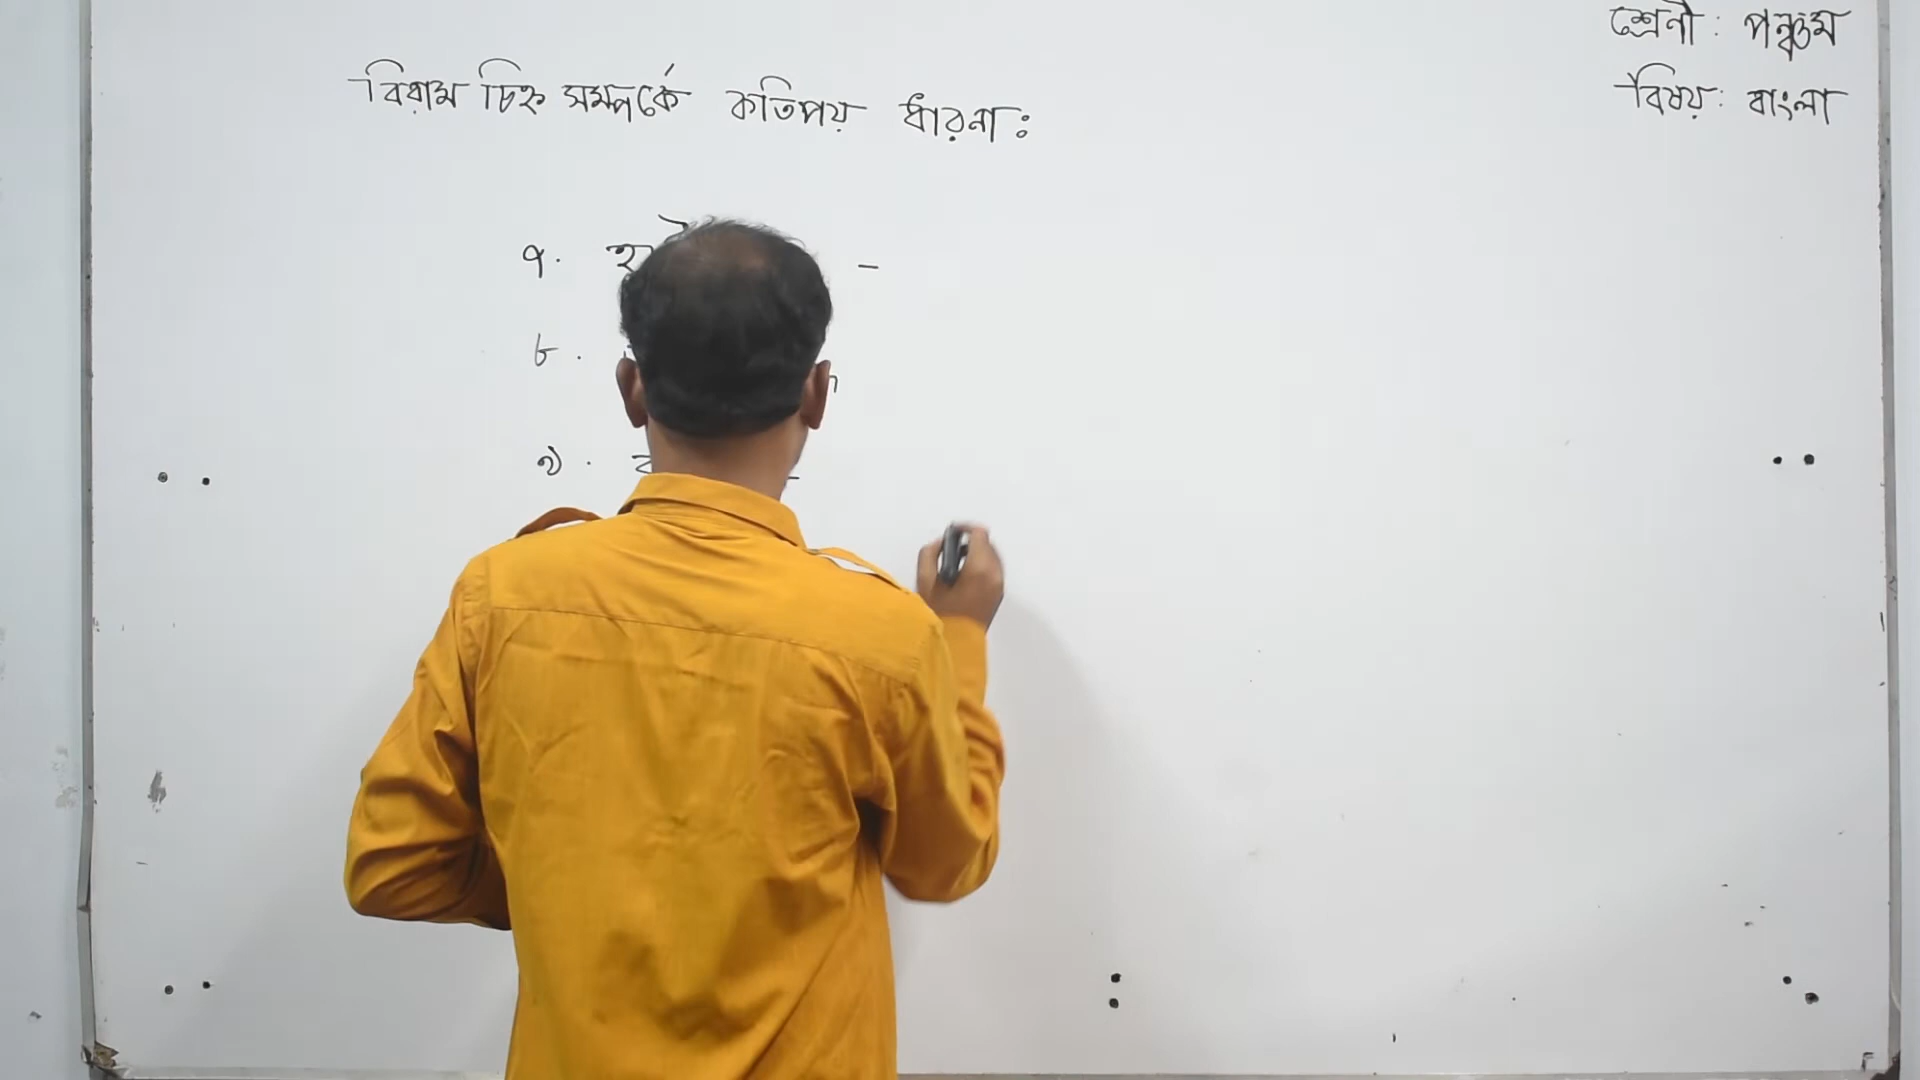 শ্রেনী : পঞ্চম
বিষয় : বাংলা
বিরাম চিহ্ন সম্পর্কে কতিপয় ধারনা :
৭. –
৮.
৯. –